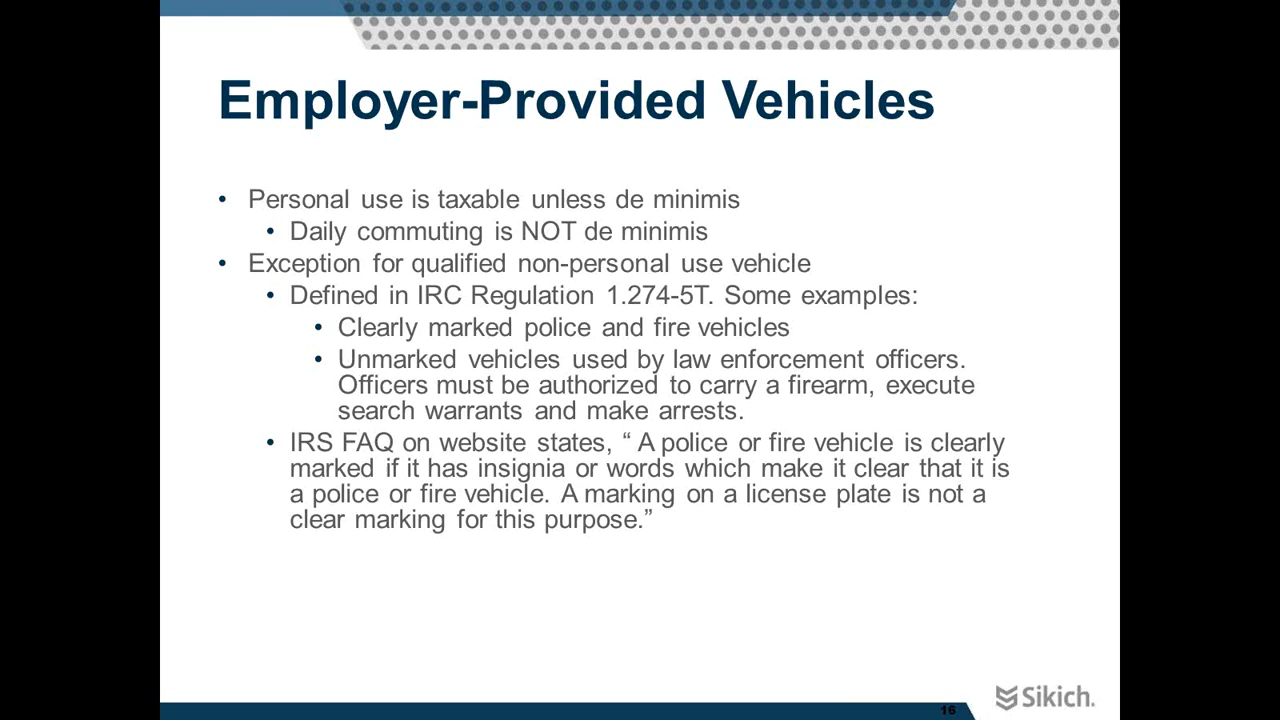 Employer-Provided Vehicles
• Personal use is taxable unless de minimis
• Daily commuting is NOT de minimis
• Exception for qualified non-personal use vehicle
• Defined in IRC Regulation 1.274-5T. Some examples:
• Clearly marked police and fire vehicles
• Unmarked vehicles used by law enforcement officers.
Officers must be authorized to carry a firearm, execute
search warrants and make arrests.
• IRS FAQ on website states, “ A police or fire vehicle is clearly
marked if it has insignia or words which make it clear that it is
a police or fire vehicle. A marking on a license plate is not a
clear marking for this purpose.”
16
Sikich.